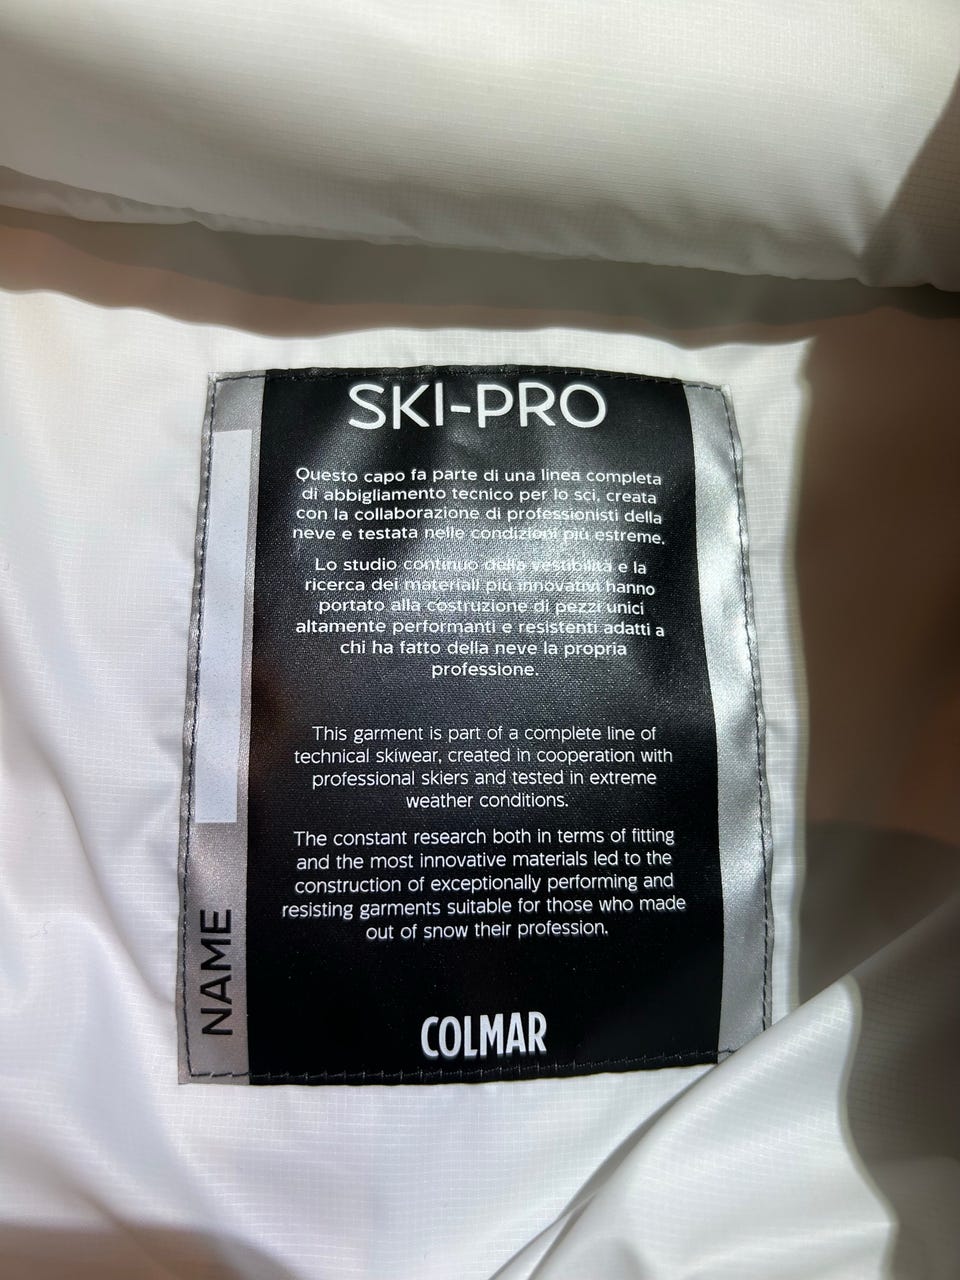 SKI-PRO
Questo capo fa parte di una linea completa
di abbigliamento tecnico per lo sci, creata
con la collaborazione di professionisti della
neve e testata nelle condizioni più estreme.
Lo studio continuo della vestibilità e la
ricerca dei materiali più innovativi hanno
portato alla costruzione di pezzi unici
altamente performanti e resistenti adatti a
chi ha fatto della neve la propria
professione.
This garment is part of a complete line of
technical skiwear, created in cooperation with
professional skiers and tested in extreme
weather conditions.
The constant research both in terms of fitting
and the most innovative materials led to the
construction of exceptionally performing and
resisting garments suitable for those who made
out of snow their profession.
COLMAR
NAME